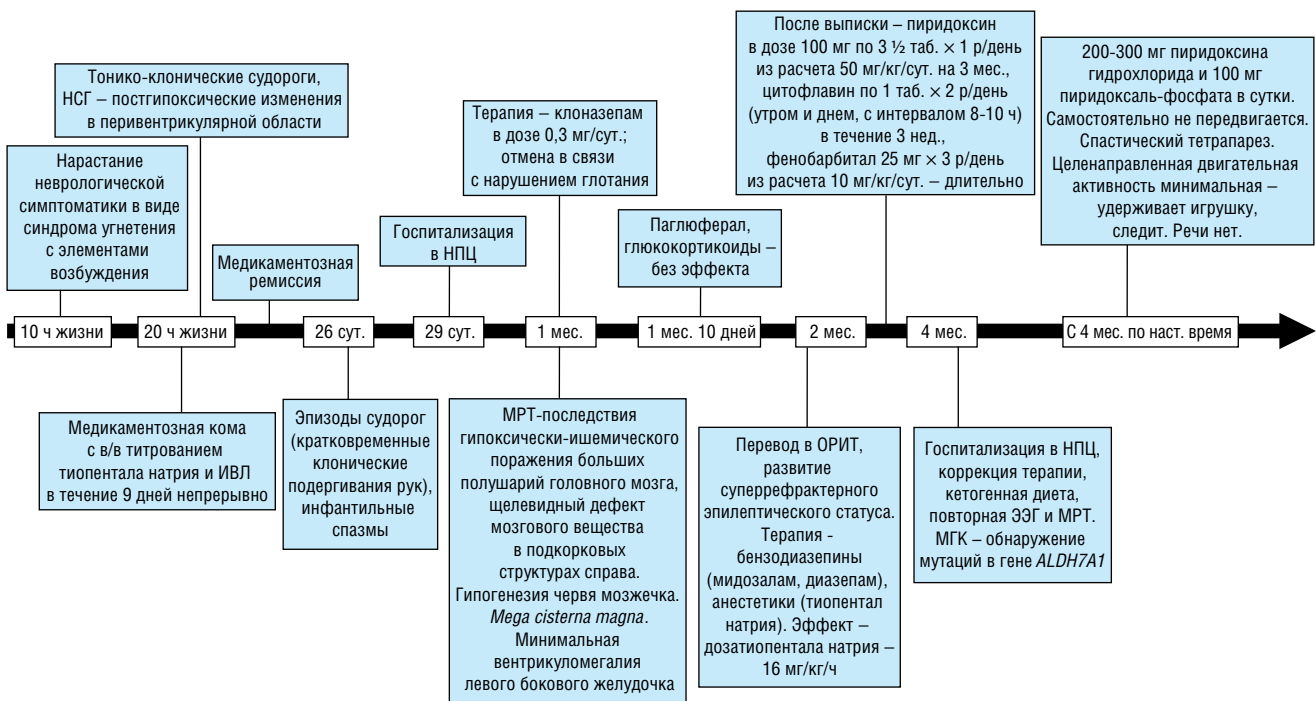 Тонико-клонические судороги,
НСГ – постгипоксические изменения
в перивентрикулярной области
Нарастание
неврологической
симптоматики в виде
синдрома угнетения
с элементами
возбуждения
Медикаментозная
ремиссия
Госпитализация
в НПЦ
Терапия – клоназепам
в дозе 0,3 мг/сут.;
отмена в связи
с нарушением глотания
Паглюферал,
глюкокортикоиды –
без эффекта
После выписки – пиридоксин
в дозе 100 мг по 3 ½ таб. × 1 р/день
из расчета 50 мг/кг/сут. на 3 мес.,
цитофлавин по 1 таб. × 2 р/день
(утром и днем, с интервалом 8-10 ч)
в течение 3 нед.,
фенобарбитал 25 мг × 3 р/день
из расчета 10 мг/кг/сут. – длительно
200-300 мг пиридоксина
гидрохлорида и 100 мг
пиридоксаль-фосфата в сутки.
Самостоятельно не передвигается.
Спастический тетрапарез.
Целенаправленная двигательная
активность минимальная –
удерживает игрушку,
следит. Речи нет.
10 ч жизни
20 ч жизни
26 сут.
29 сут.
1 мес.
1 мес. 10 дней
2 мес.
4 мес.
С 4 мес. по наст. время
Медикаментозная кома
с в/в титрованием
тиопентала натрия и ИВЛ
в течение 9 дней непрерывно
Эпизоды судорог
(кратковременные
клонические
подергивания рук),
инфантильные
спазмы
МРТ-последствия
гипоксически-ишемического
поражения больших
полушарий головного мозга,
щелевидный дефект
мозгового вещества
в подкорковых
структурах справа.
Гипогенезия червя мозжечка.
Mega cisterna magna.
Минимальная
вентрикуломегалия
левого бокового желудочка
Перевод в ОРИТ,
развитие
суперрефрактерного
эпилептического статуса.
Терапия -
бензодиазепины
(мидозалам, диазепам),
анестетики (тиопентал
натрия). Эффект –
дозатиопентала натрия –
16 мг/кг/ч
Госпитализация в НПЦ,
коррекция терапии,
кетогенная диета,
повторная ЭЭГ и МРТ.
МГК – обнаружение
мутаций в гене ALDH7A1